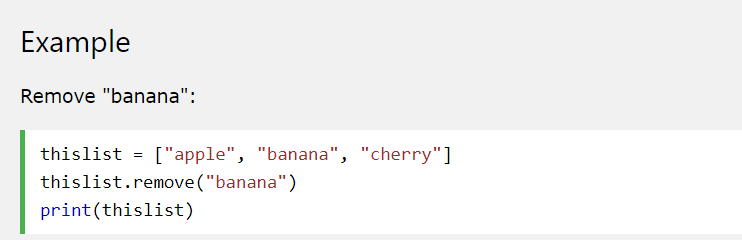 Example
Remove "banana":
thislist = ["apple", "banana", "cherry"]
thislist.remove("banana")
print(thislist)